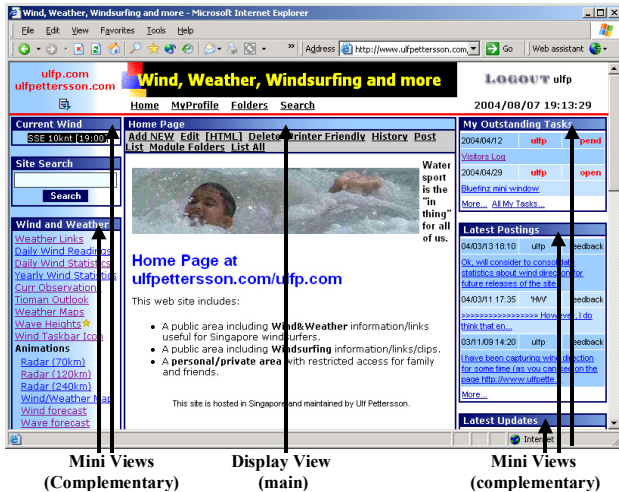 Wind, Weather, Windsurfing and more - Microsoft Internet Explorer
File Edit View Favorites Tools Help
Address http://www.ulfpettersson.com, Go Web assistant
ulfp.com
ulfpettersson.com
Wind, Weather, Windsurfing and more
LOGOUT ulfp
Home MyProfile Folders Search
2004/08/07 19:13:29
Current Wind
SSE 10knt [19:00]
Site Search
Search
Wind and Weather
Weather Links
Daily Wind Readings
Daily Wind Statistics
Yearly Wind Statistics
Curr Observation
Tioman Outlook
Weather Maps
Wave Heights
Wind Taskbar Icon
Animations
Radar (70km)
Radar (120km)
Radar (240km)
Wind/Weather Map
Wind forecast
Wave forecast
Home Page
Add NEW Edit [HTML] Delete Printer Friendly History Post
List Module Folders List All
Water
sport
is the
"in
thing"
for all
of us.
Home Page at
ulfpettersson.com/ulfp.com
This web site includes:
• A public area including Wind&Weather information/links
useful for Singapore windsurfers.
• A public area including Windsurfing information/links/clips.
• A personal/private area with restricted access for family
and friends.
This site is hosted in Singapore and maintained by Ulf Pettersson.
My Outstanding Tasks
2004/04/12 ulfp pend
Visitors Log
2004/04/29 ulfp open
Bluefinz mini window
More... All My Tasks...
Latest Postings
04/03/13 18:10 ulfp feedback
Ok, will consider to consolidate
statistics about wind direction for
future releases of the site.
04/03/11 17:35 'HW' feedback
>>>>>>>>>>>>>>>>> However, I do
think that en...
03/11/09 14:20 ulfp feedback
I have been capturing wind direction
for some time (as you can see on the
page http://www.ulfpette...
More...
Latest Updates
Internet
Mini Views
(Complementary)
Display View
(main)
Mini Views
(complementary)